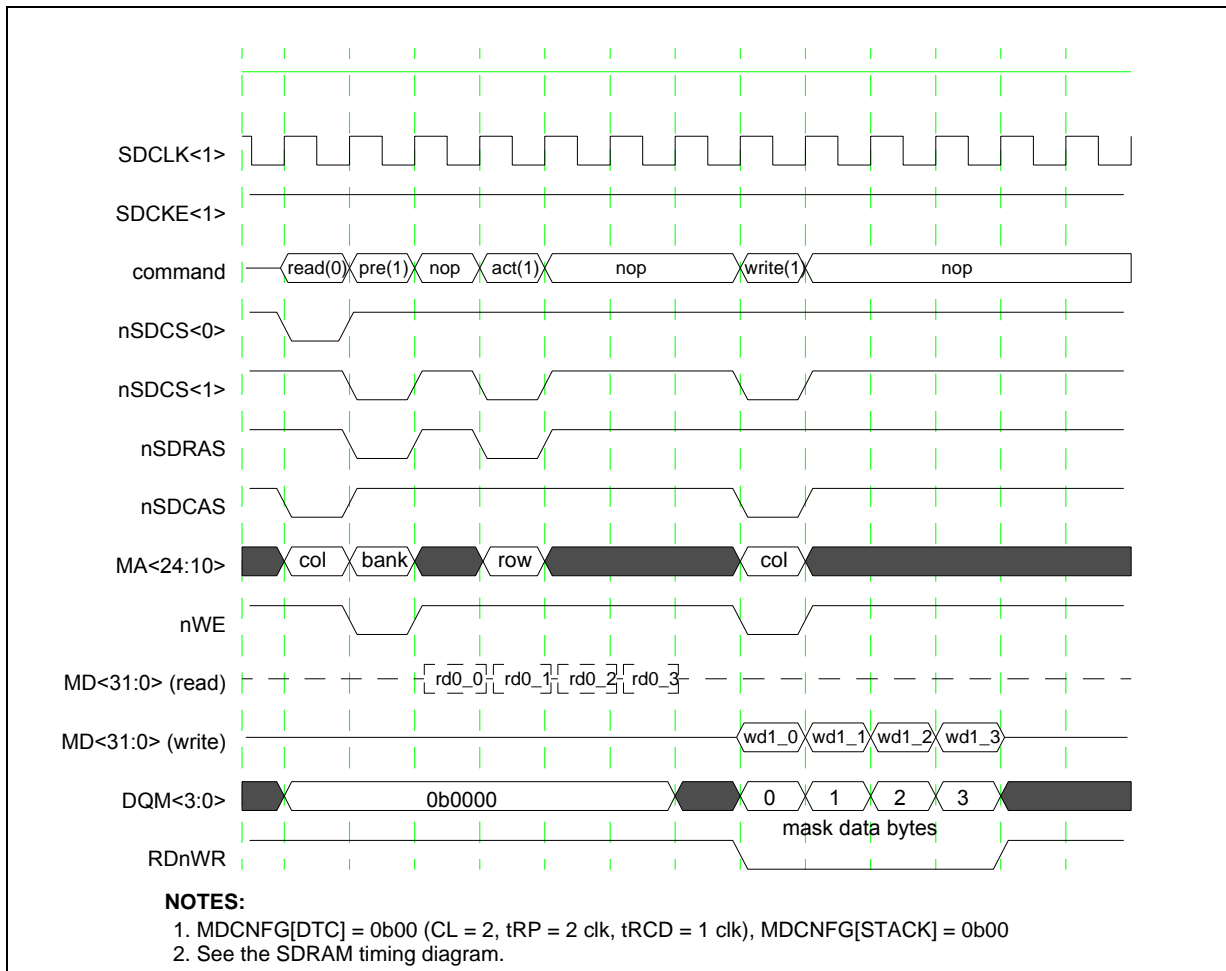 SDCLK<1>
SDCKE<1>
command read(0) pre(1) nop act(1) nop write(1) nop
nSDCS<0>
nSDCS<1>
nSDRAS
nSDCAS
MA<24:10> col bank row col
nWE
MD<31:0> (read) rd0_0 rd0_1 rd0_2 rd0_3
MD<31:0> (write) wd1_0 wd1_1 wd1_2 wd1_3
DQM<3:0> 0b0000 0 1 2 3
mask data bytes
RDnWR
NOTES:
1. MDCNFG[DTC] = 0b00 (CL = 2, tRP = 2 clk, tRCD = 1 clk), MDCNFG[STACK] = 0b00
2. See the SDRAM timing diagram.